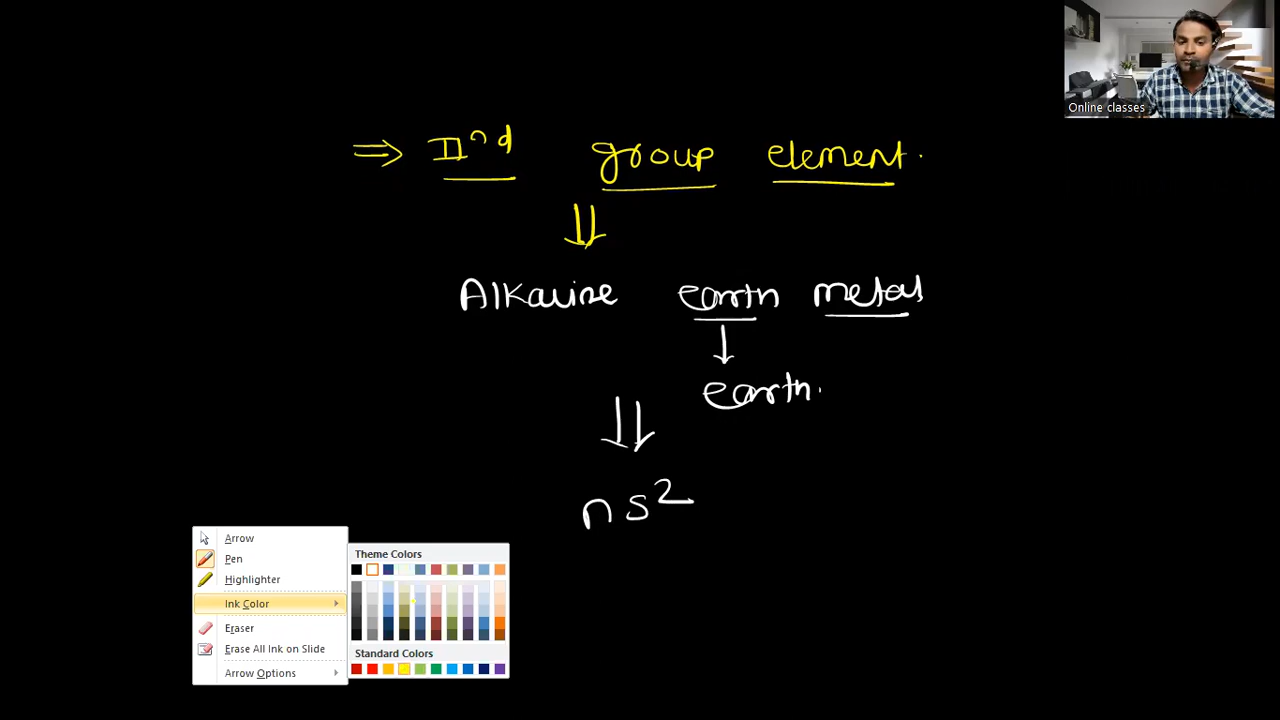 Online classes
⇒ IInd group element.
Alkaline earth metal
earth.
ns2
Arrow
Pen
Highlighter
Ink Color
Eraser
Erase All Ink on Slide
Arrow Options
Theme Colors
Standard Colors